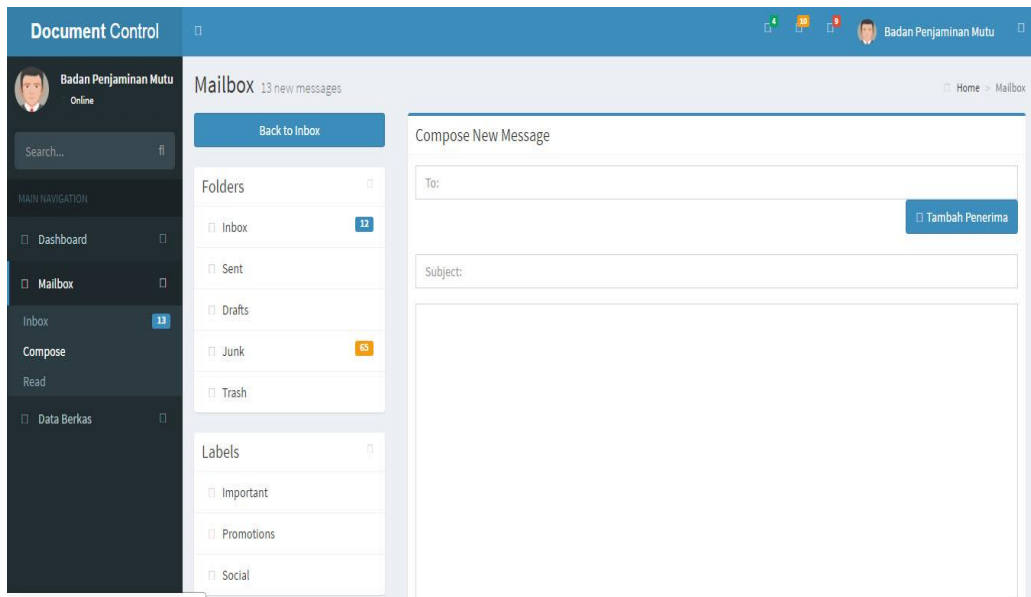 Document Control
4
10
9
Badan Penjaminan Mutu
Badan Penjaminan Mutu
Online
Search...
MAIN NAVIGATION
Dashboard
Mailbox
Inbox 13
Compose
Read
Data Berkas
Mailbox 13 new messages
Home > Mailbox
Back to Inbox
Folders
Inbox 12
Sent
Drafts
Junk 65
Trash
Labels
Important
Promotions
Social
Compose New Message
To:
Tambah Penerima
Subject: